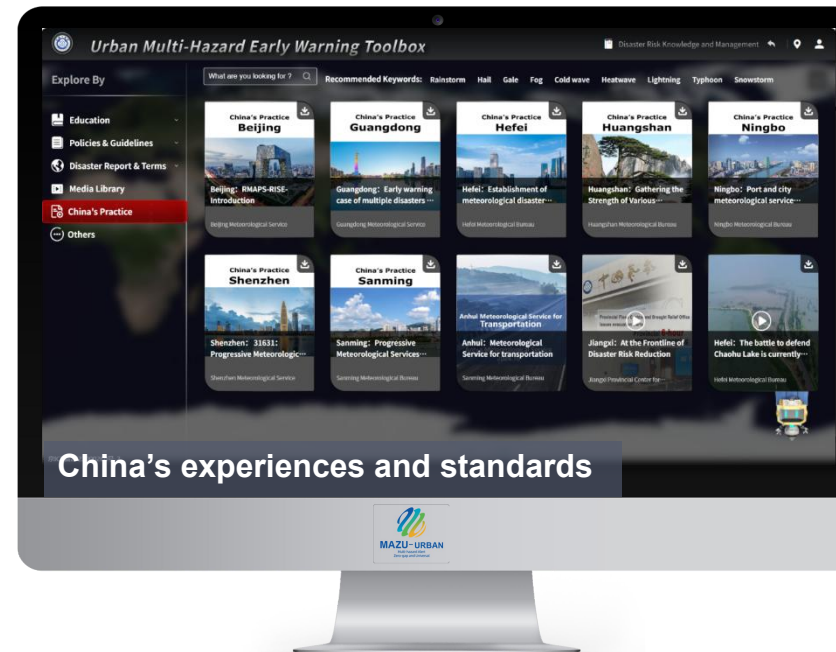 Urban Multi-Hazard Early Warning Toolbox
Disaster Risk Knowledge and Management
Explore By
What are you looking for ?
Recommended Keywords: Rainstorm Hail Gale Fog Cold wave Heatwave Lightning Typhoon Snowstorm
Education
Policies & Guidelines
Disaster Report & Terms
Media Library
China's Practice
Others
China's Practice
Beijing
Beijing: RMAPS-RISE-
Introduction
Beijing Meteorological Service
China's Practice
Guangdong
Guangdong: Early warning
case of multiple disasters ···
Guangdong Meteorological Service
China's Practice
Hefei
Hefei: Establishment of
meteorological disaster···
Hefei Meteorological Bureau
China's Practice
Huangshan
Huangshan: Gathering the
Strength of Various···
Huangshan Meteorological Bureau
China's Practice
Ningbo
Ningbo: Port and city
meteorological service···
Ningbo Meteorological Bureau
China's Practice
Shenzhen
Shenzhen: 31631:
Progressive Meteorologic···
Shenzhen Meteorological Service
China's Practice
Sanming
Sanming: Progressive
Meteorological Services···
Sanming Meteorological Bureau
Anhui Meteorological Service for
Transportation
Anhui: Meteorological
Service for transportation
Sanming Meteorological Bureau
Jiangxi: At the Frontline of
Disaster Risk Reduction
Jiangxi Provincial Center for···
Hefei: The battle to defend
Chaohu Lake is currently···
Hefei Meteorological Bureau
China's experiences and standards
MAZU-URBAN